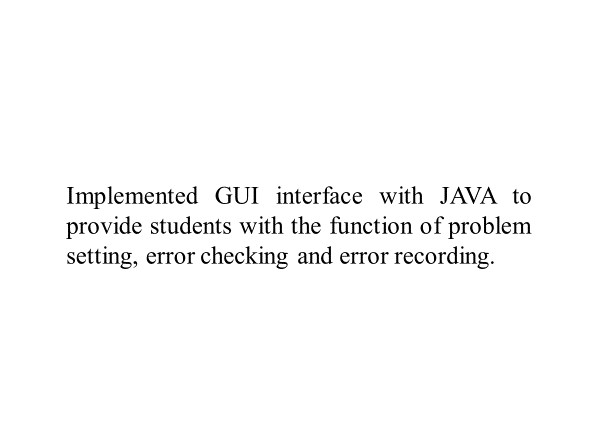 Implemented GUI interface with JAVA to
provide students with the function of problem
setting, error checking and error recording.